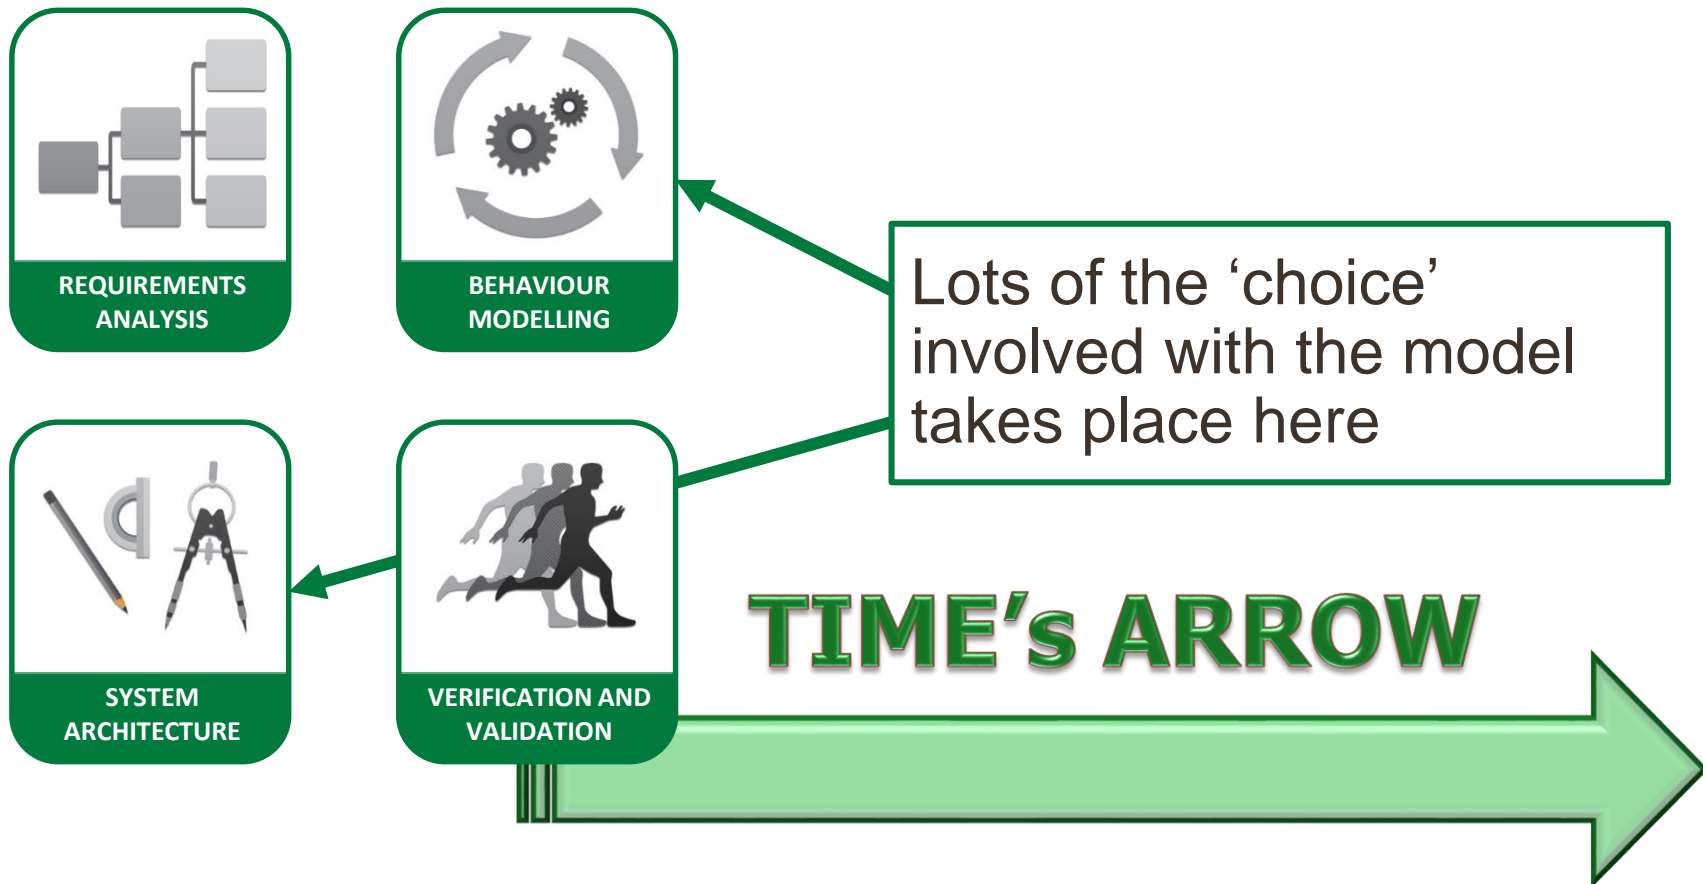 REQUIREMENTS
ANALYSIS
BEHAVIOUR
MODELLING
Lots of the ‘choice’
involved with the model
takes place here
SYSTEM
ARCHITECTURE
VERIFICATION AND
VALIDATION
TIME’s ARROW